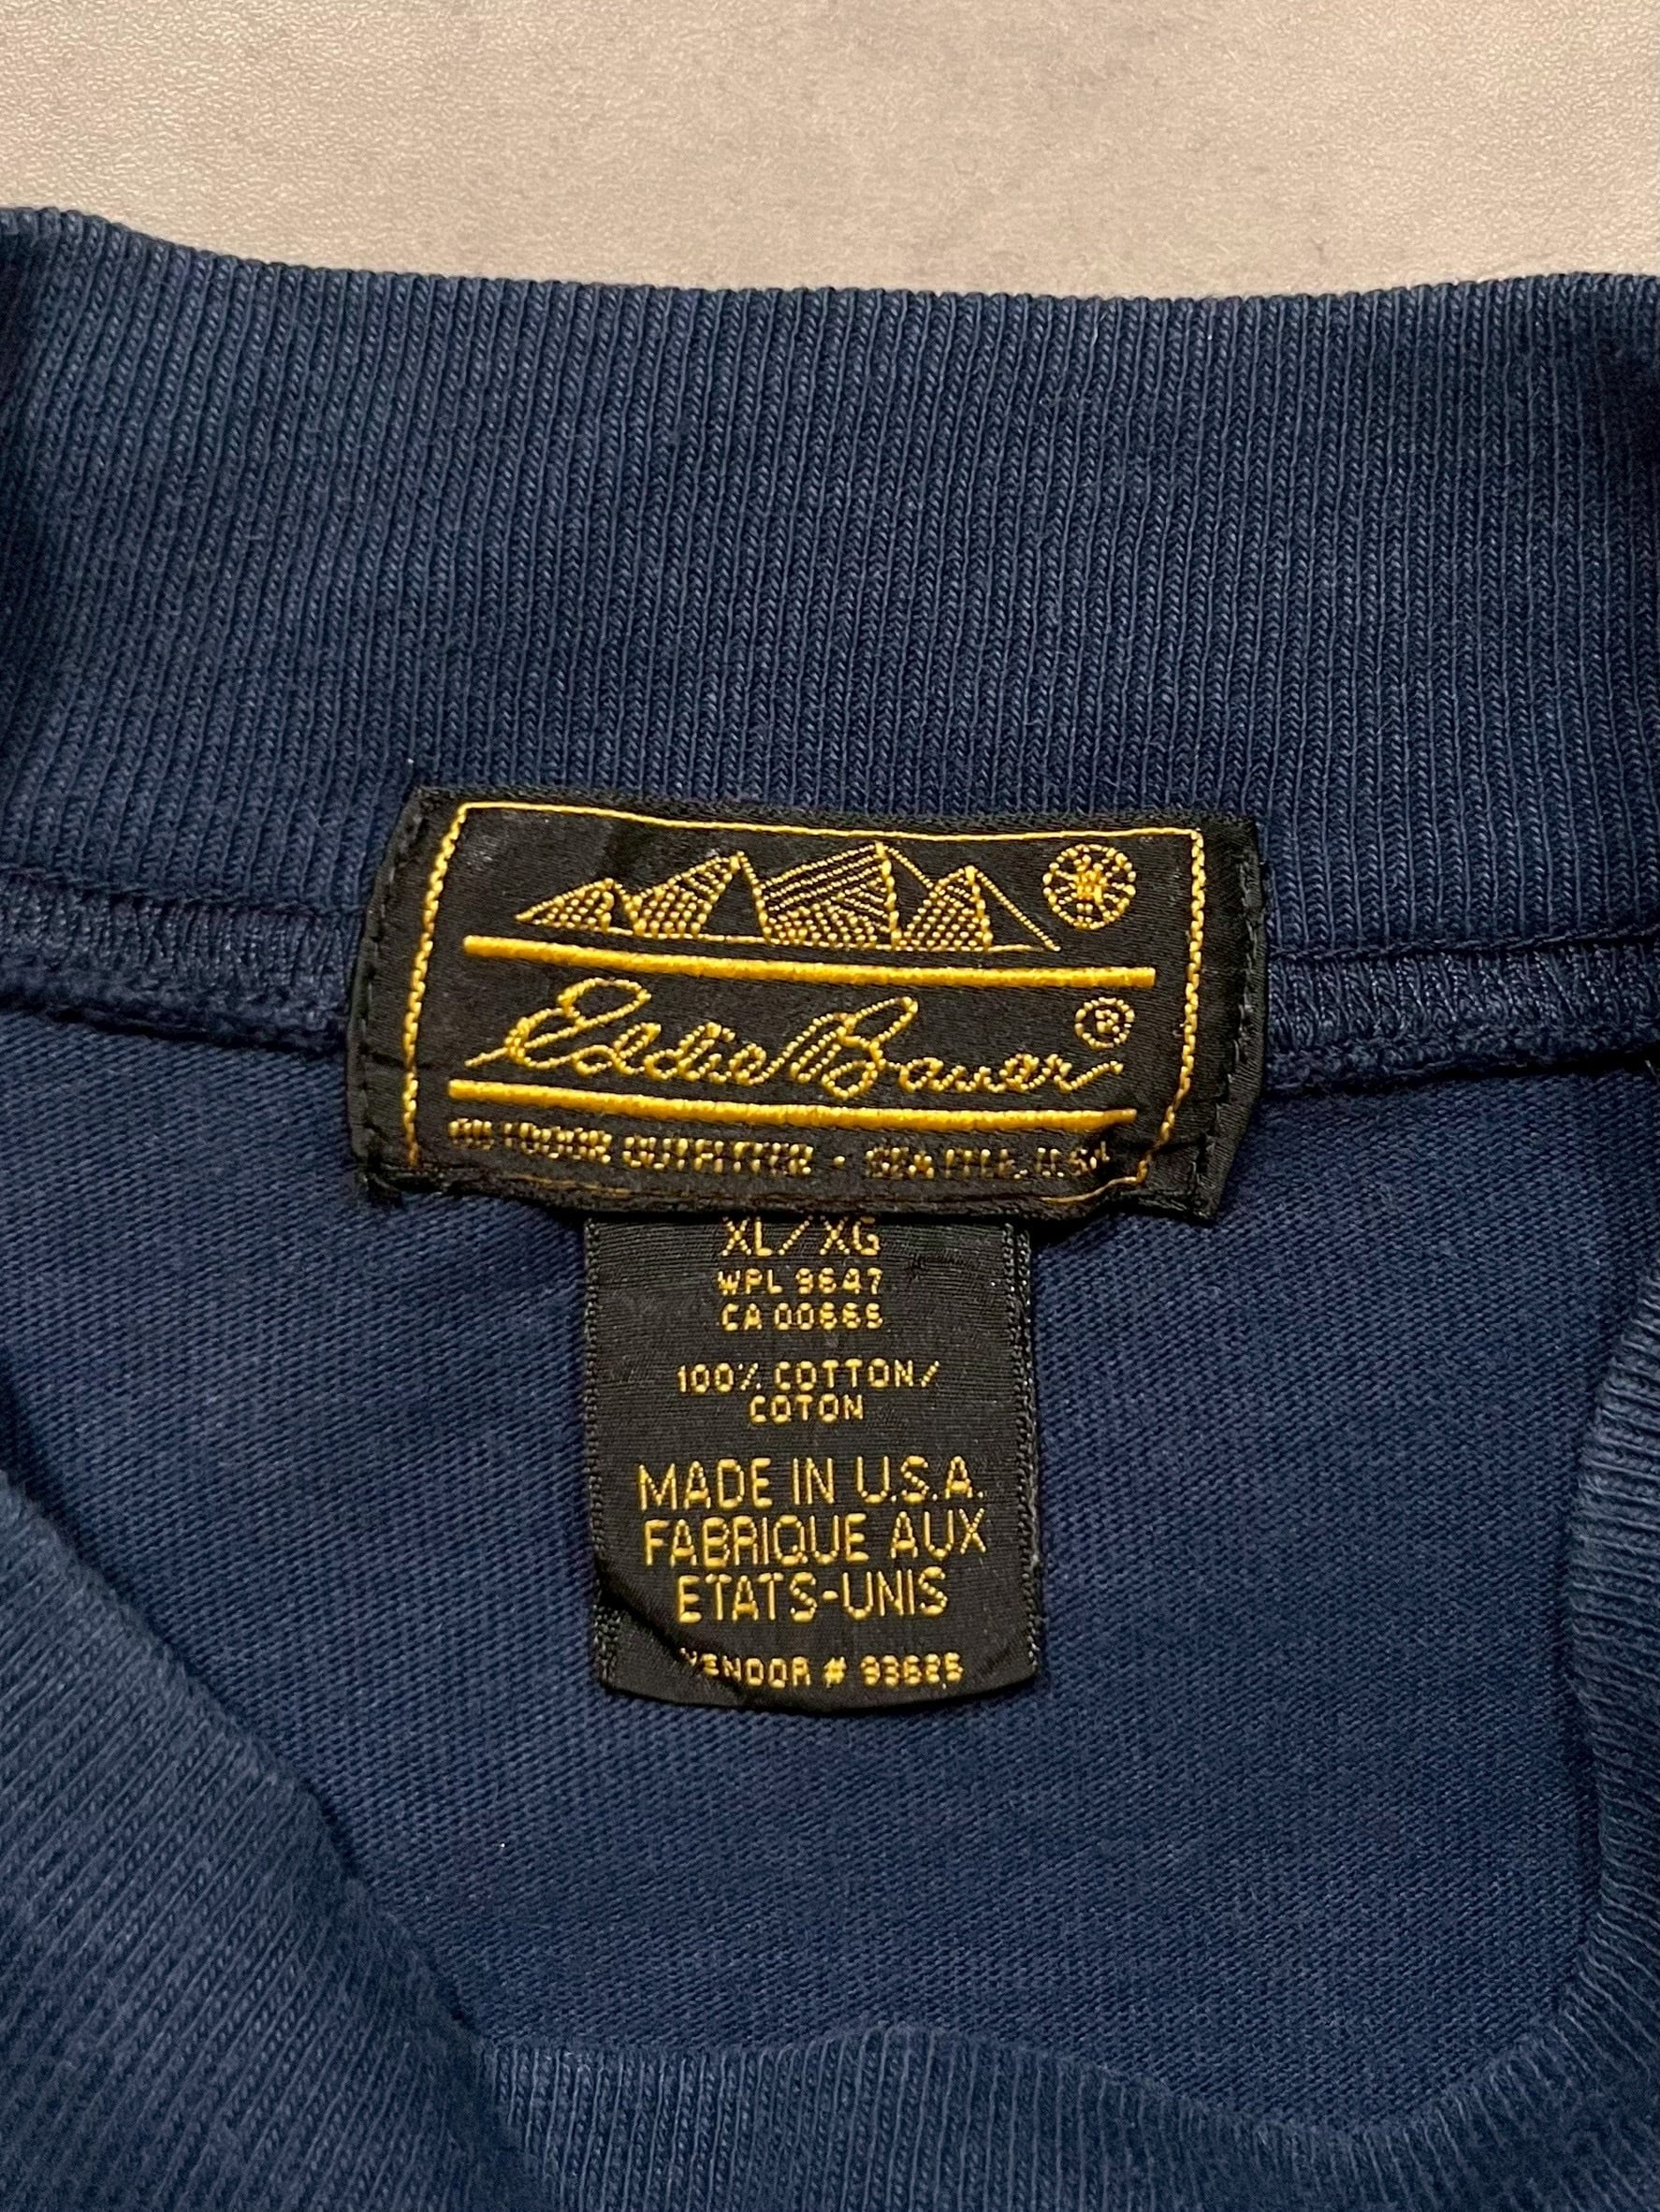 Eddie Bauer®
OUTDOOR OUTFITTER · SEATTLE, U.S.A
XL/XG
WPL 9647
CA 00665
100% COTTON/
COTON
MADE IN U.S.A.
FABRIQUE AUX
ETATS-UNIS
VENDOR # 93685